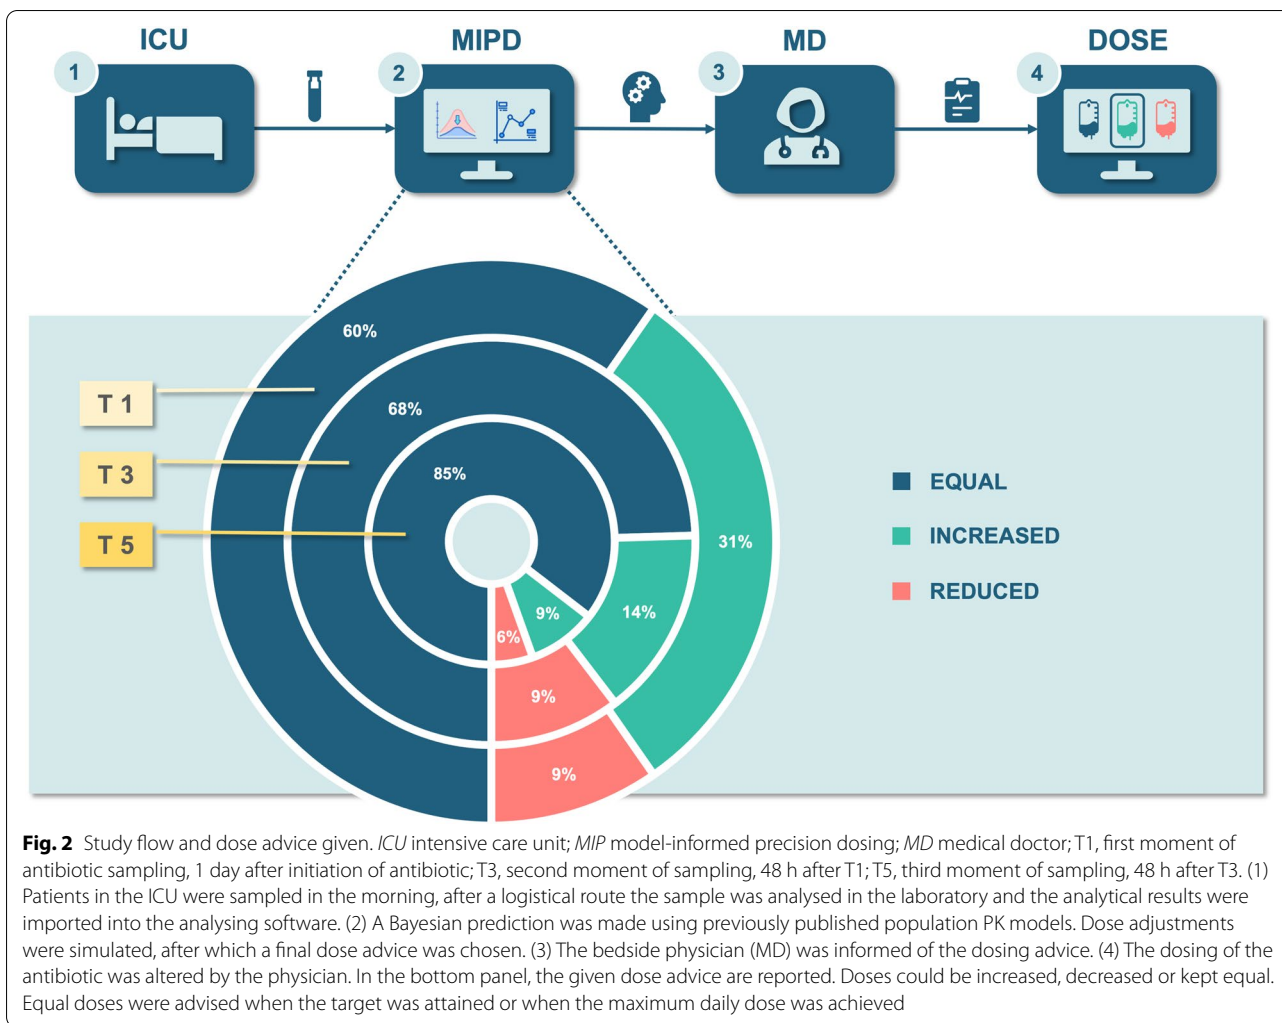 ICU
MIPD
MD
DOSE
1
2
3
4
60%
68%
85%
T 1
T 3
T 5
31%
14%
9%
6%
9%
9%
EQUAL
INCREASED
REDUCED
Fig. 2 Study flow and dose advice given. ICU intensive care unit; MIP model-informed precision dosing; MD medical doctor; T1, first moment of
antibiotic sampling, 1 day after initiation of antibiotic; T3, second moment of sampling, 48 h after T1; T5, third moment of sampling, 48 h after T3. (1)
Patients in the ICU were sampled in the morning, after a logistical route the sample was analysed in the laboratory and the analytical results were
imported into the analysing software. (2) A Bayesian prediction was made using previously published population PK models. Dose adjustments
were simulated, after which a final dose advice was chosen. (3) The bedside physician (MD) was informed of the dosing advice. (4) The dosing of the
antibiotic was altered by the physician. In the bottom panel, the given dose advice are reported. Doses could be increased, decreased or kept equal.
Equal doses were advised when the target was attained or when the maximum daily dose was achieved